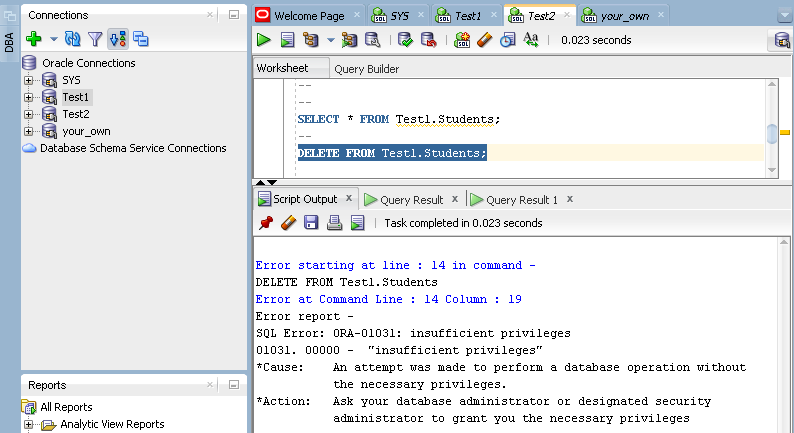 DBA
Connections
Oracle Connections
SYS
Test1
Test2
your_own
Database Schema Service Connections
Reports
All Reports
Analytic View Reports
Welcome Page
SYS
Test1
Test2
your_own
0.023 seconds
Worksheet
Query Builder
--
--
SELECT * FROM Test1.Students;
--
DELETE FROM Test1.Students;
Script Output
Query Result
Query Result 1
Task completed in 0.023 seconds
Error starting at line : 14 in command -
DELETE FROM Test1.Students
Error at Command Line : 14 Column : 19
Error report -
SQL Error: ORA-01031: insufficient privileges
01031. 00000 - "insufficient privileges"
*Cause: An attempt was made to perform a database operation without
the necessary privileges.
*Action: Ask your database administrator or designated security
administrator to grant you the necessary privileges